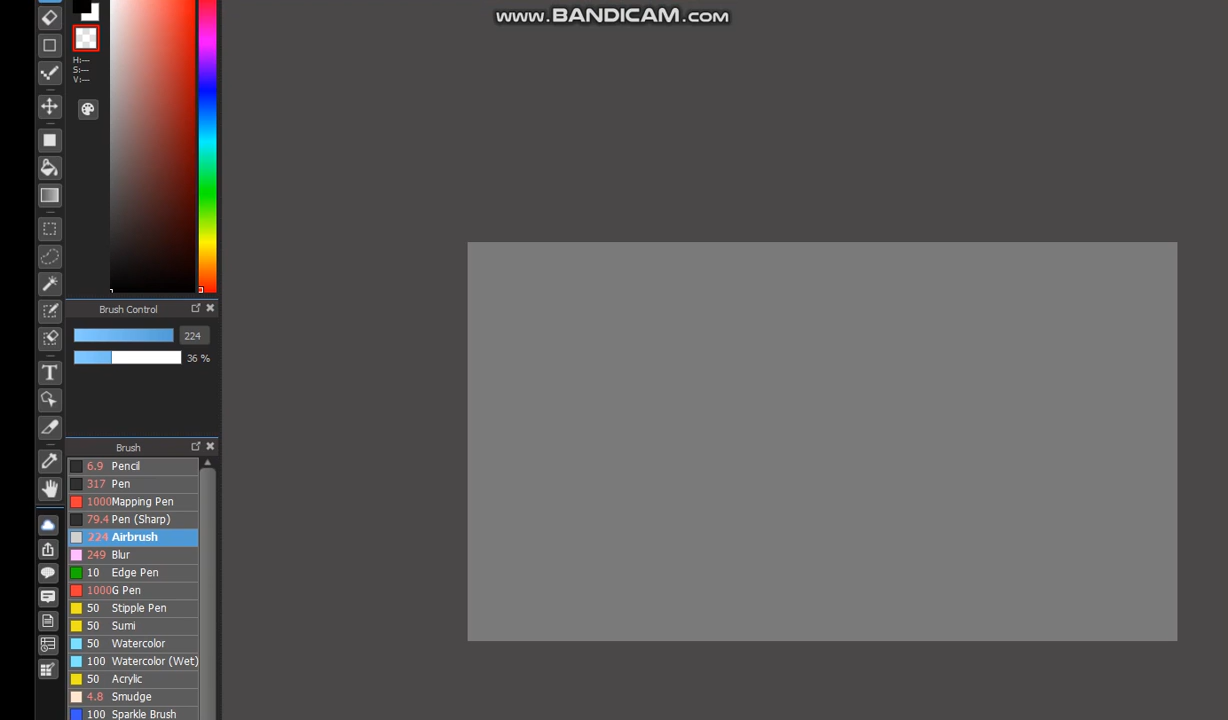 www.BANDICAM.com
H:---
S:---
V:---
Brush Control
224
36 %
Brush
6.9 Pencil
317 Pen
1000 Mapping Pen
79.4 Pen (Sharp)
224 Airbrush
249 Blur
10 Edge Pen
1000 G Pen
50 Stipple Pen
50 Sumi
50 Watercolor
100 Watercolor (Wet)
50 Acrylic
4.8 Smudge
100 Sparkle Brush